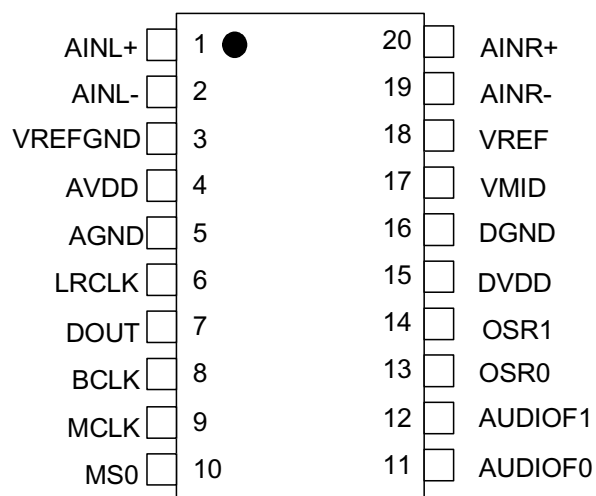 AINL+ 1 20 AINR+
AINL- 2 19 AINR-
VREFGND 3 18 VREF
AVDD 4 17 VMID
AGND 5 16 DGND
LRCLK 6 15 DVDD
DOUT 7 14 OSR1
BCLK 8 13 OSR0
MCLK 9 12 AUDIOF1
MS0 10 11 AUDIOF0